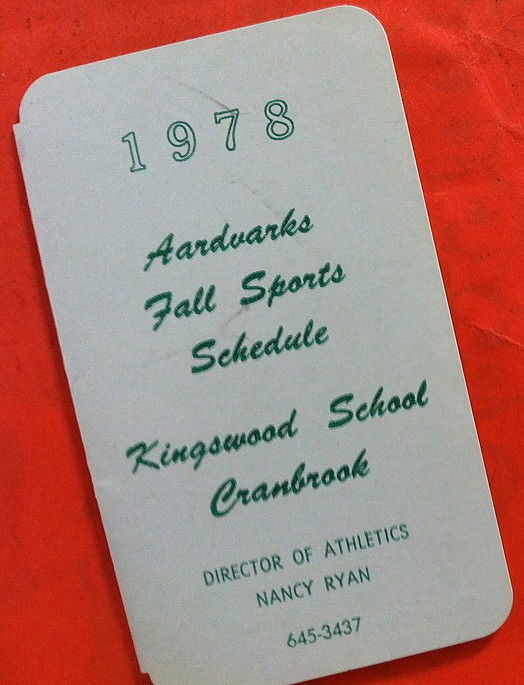 1978
Aardvarks
Fall Sports
Schedule
Kingswood School
Cranbrook
DIRECTOR OF ATHLETICS
NANCY RYAN
645-3437